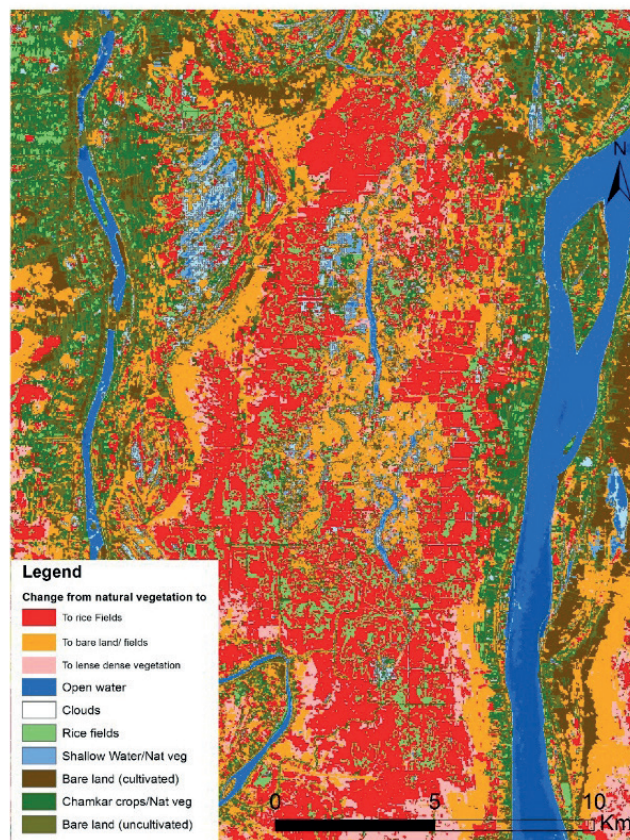 N
Legend
Change from natural vegetation to
To rice Fields
To bare land/ fields
To lense dense vegetation
Open water
Clouds
Rice fields
Shallow Water/Nat veg
Bare land (cultivated)
Chamkar crops/Nat veg
Bare land (uncultivated)
0 5 10
Km